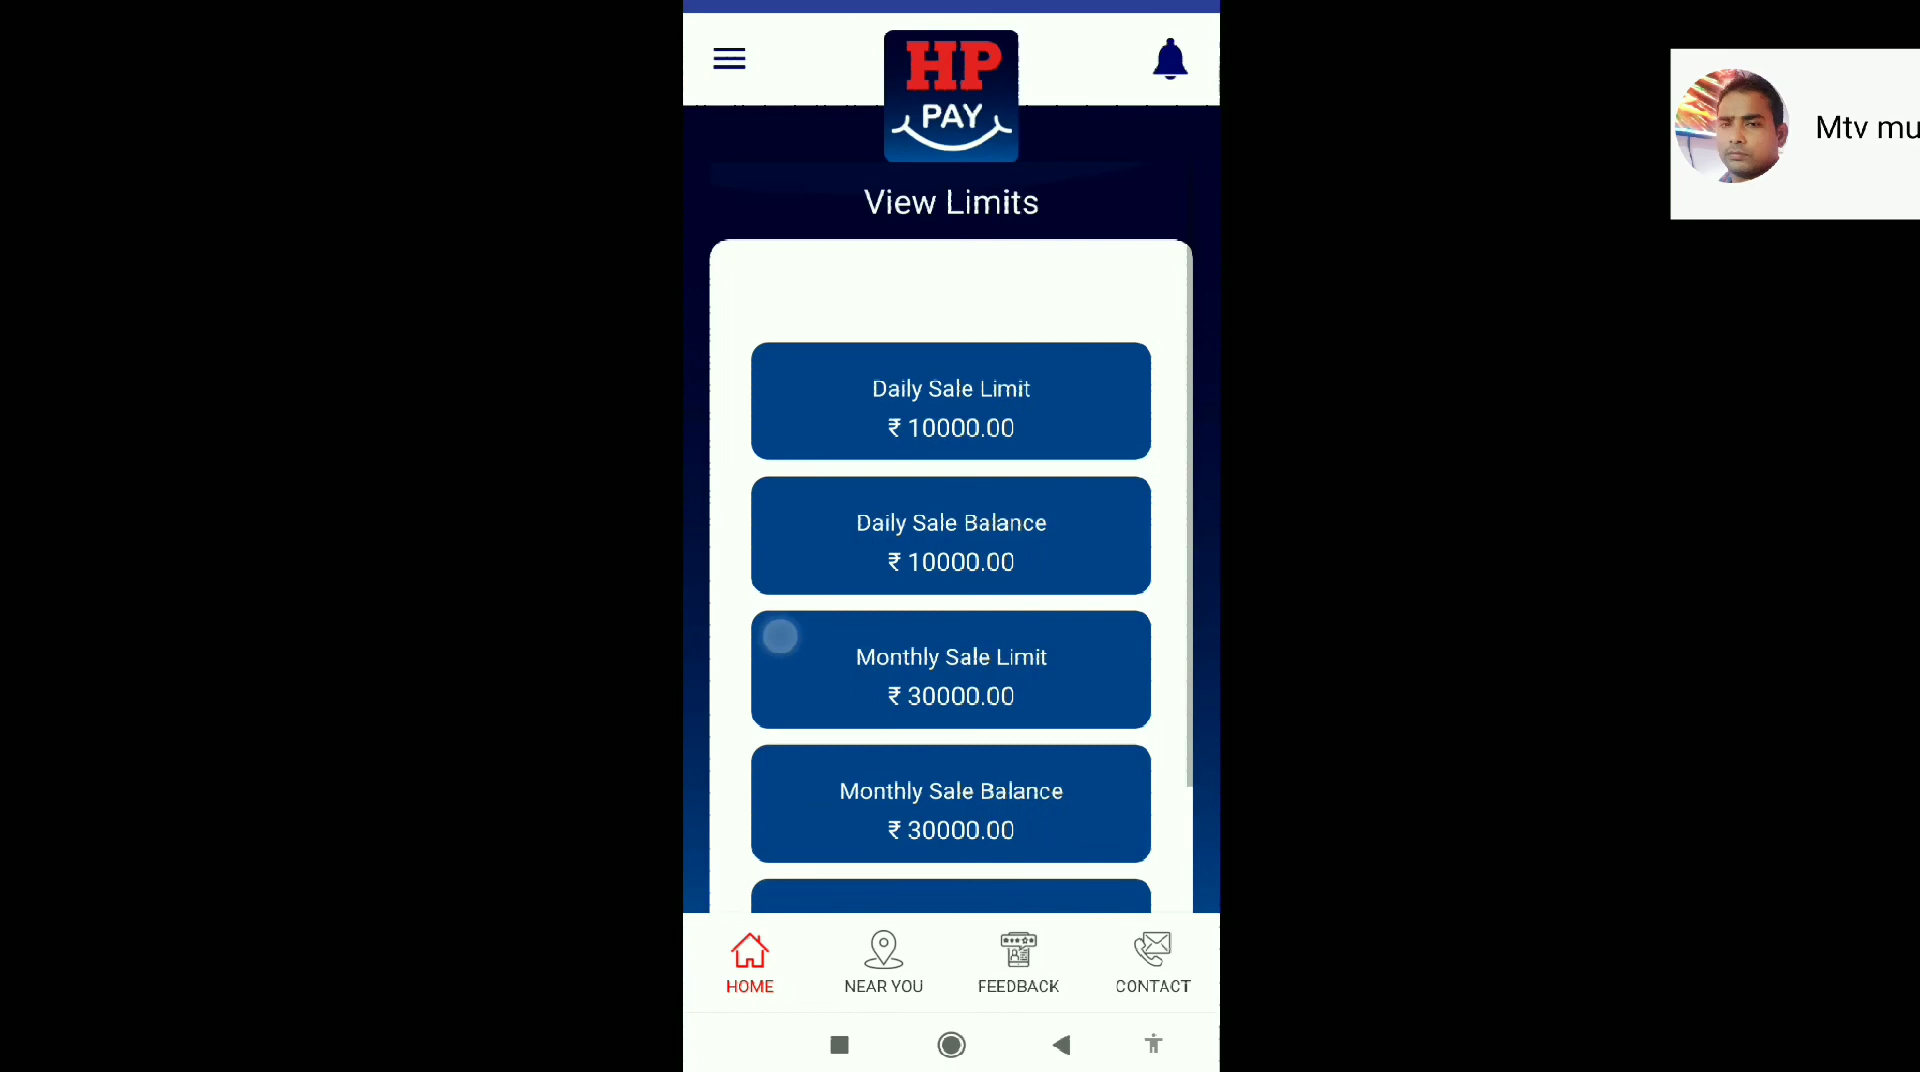 HP
PAY
Mtv mu
View Limits
Daily Sale Limit
₹ 10000.00
Daily Sale Balance
₹ 10000.00
Monthly Sale Limit
₹ 30000.00
Monthly Sale Balance
₹ 30000.00
HOME
NEAR YOU
FEEDBACK
CONTACT